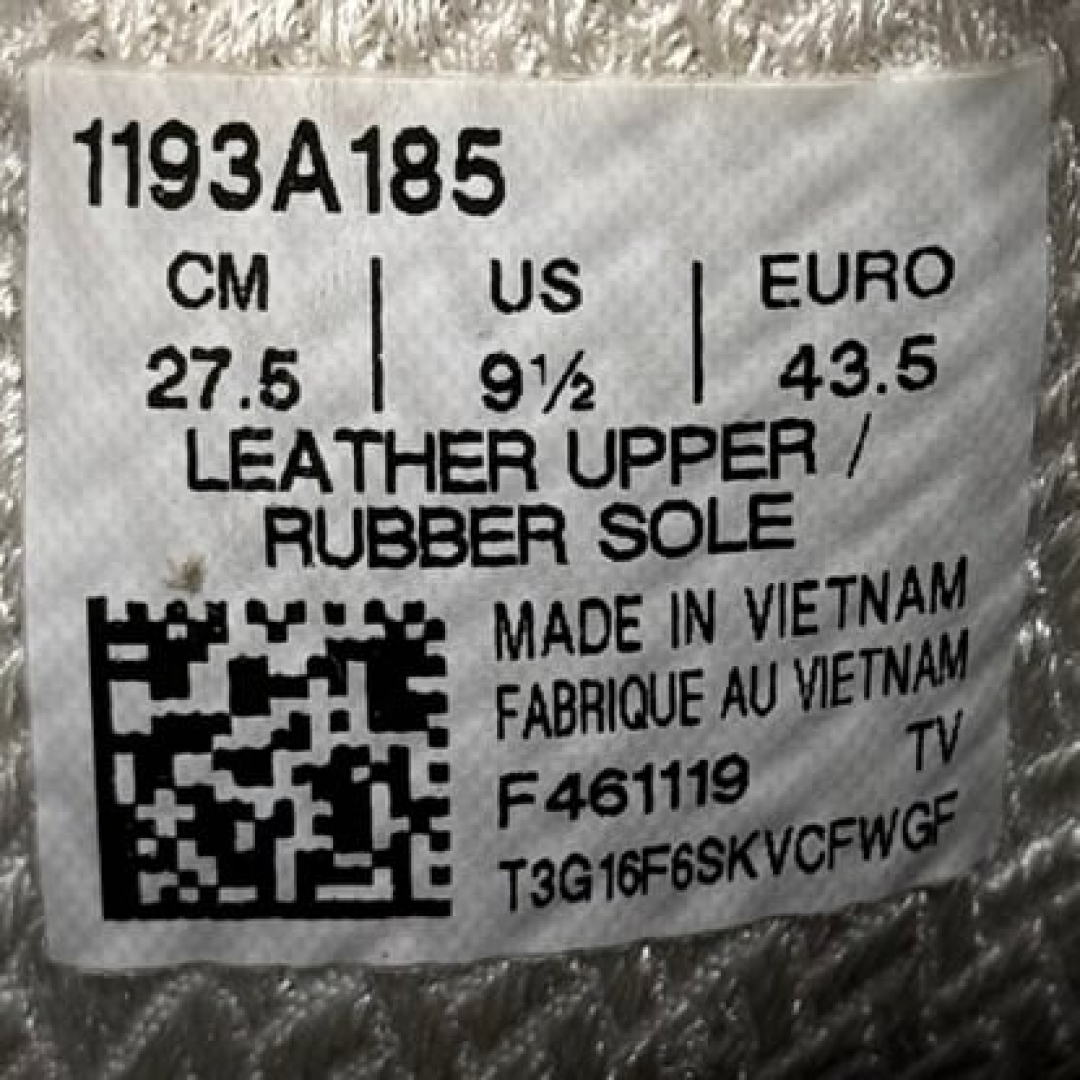 1193A185
CM | US | EURO
27.5 | 9½ | 43.5
LEATHER UPPER /
RUBBER SOLE
MADE IN VIETNAM
FABRIQUE AU VIETNAM
TV
F461119
T3G16F6SKVCFWGF